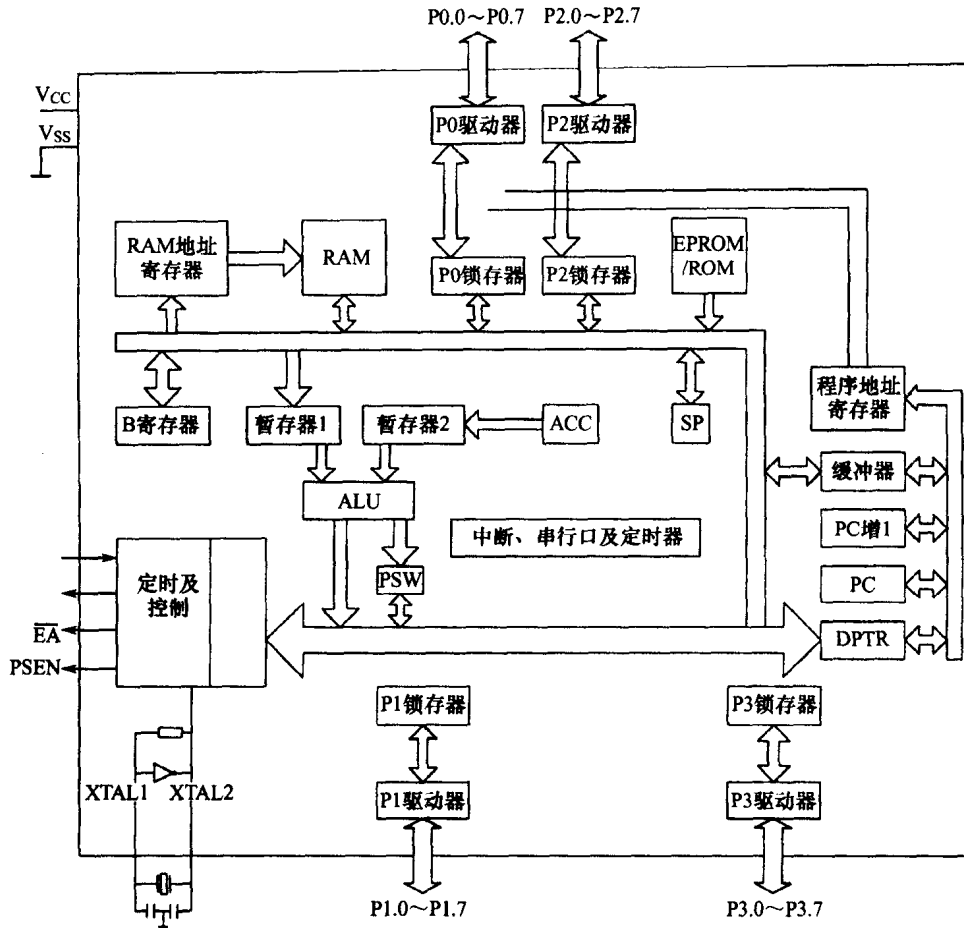 P0.0～P0.7
P2.0～P2.7
VCC
VSS
P0驱动器
P2驱动器
RAM地址
寄存器
RAM
P0锁存器
P2锁存器
EPROM
/ROM
B寄存器
暂存器1
暂存器2
ACC
SP
程序地址
寄存器
缓冲器
ALU
中断、串行口及定时器
PC增1
定时及
控制
PSW
PC
EA
DPTR
PSEN
P1锁存器
P3锁存器
XTAL1
XTAL2
P1驱动器
P3驱动器
P1.0～P1.7
P3.0～P3.7